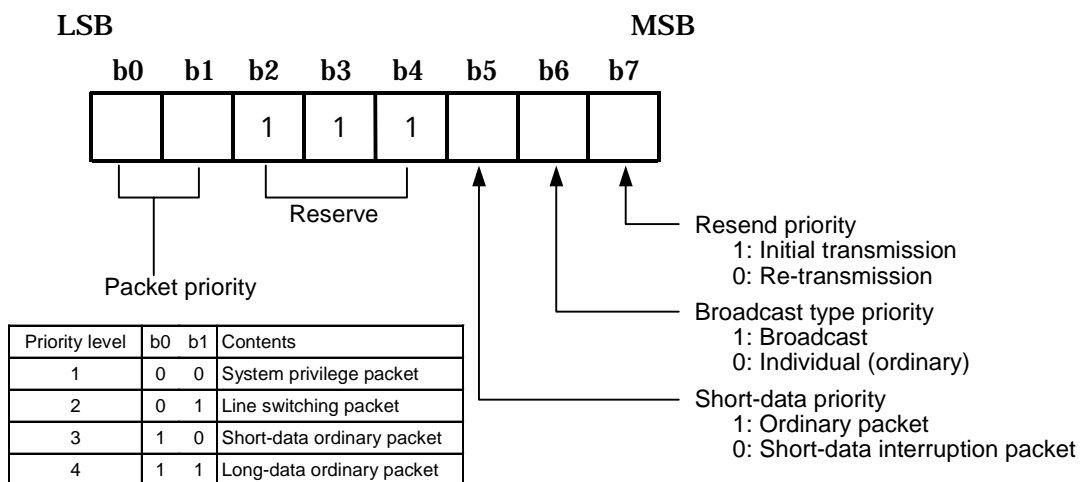 LSB MSB
b0 b1 b2 b3 b4 b5 b6 b7
1 1 1
Reserve
Packet priority
Resend priority
1: Initial transmission
0: Re-transmission
Broadcast type priority
1: Broadcast
0: Individual (ordinary)
Short-data priority
1: Ordinary packet
0: Short-data interruption packet
Priority level b0 b1 Contents
1 0 0 System privilege packet
2 0 1 Line switching packet
3 1 0 Short-data ordinary packet
4 1 1 Long-data ordinary packet